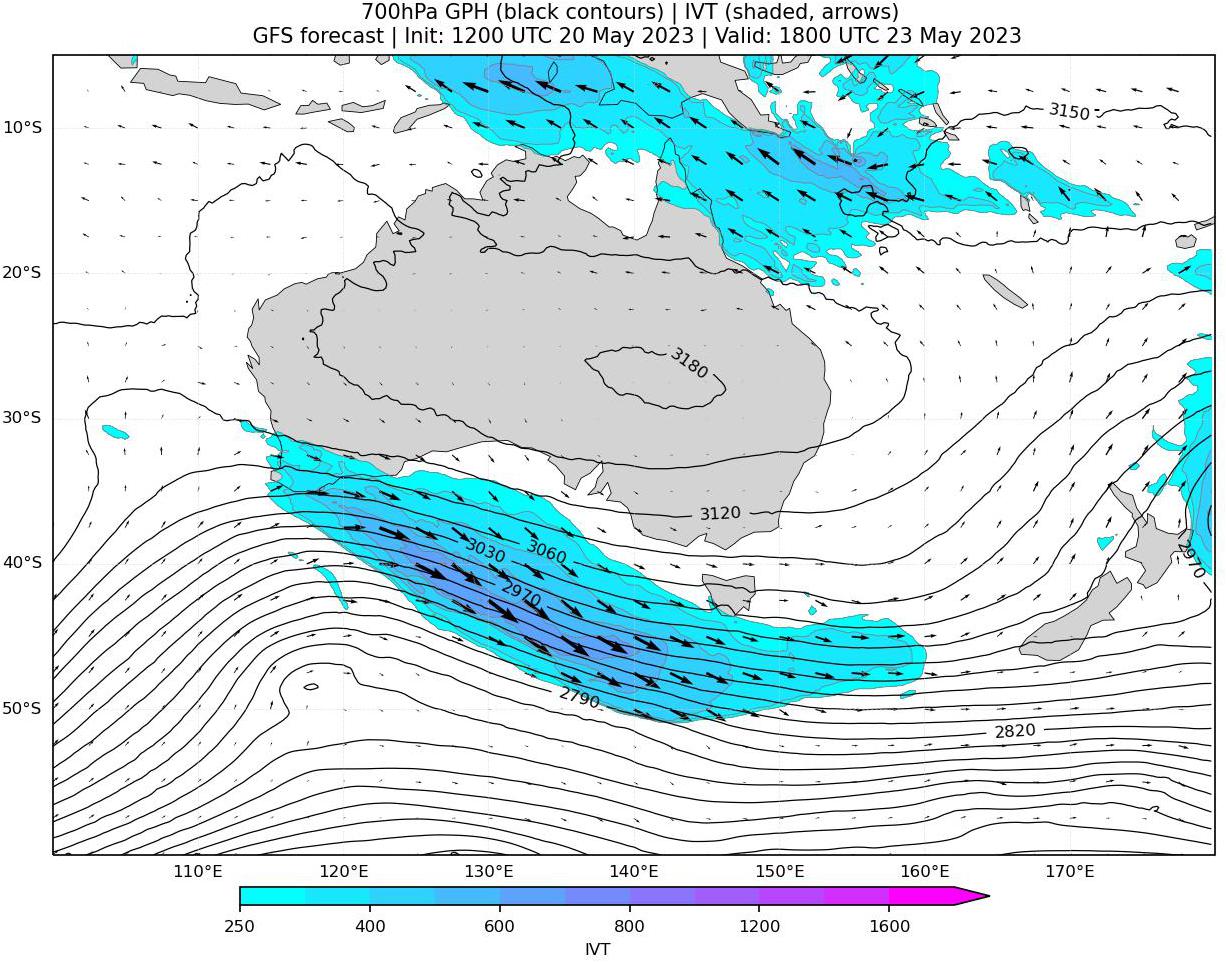 700hPa GPH (black contours) | IVT (shaded, arrows)
GFS forecast | Init: 1200 UTC 20 May 2023 | Valid: 1800 UTC 23 May 2023
3150
10°S
20°S
3180
30°S
3120
3030
3060
2970
40°S
2970
2790
50°S
2820
110°E
120°E
130°E
140°E
150°E
160°E
170°E
250
400
600
800
1200
1600
IVT